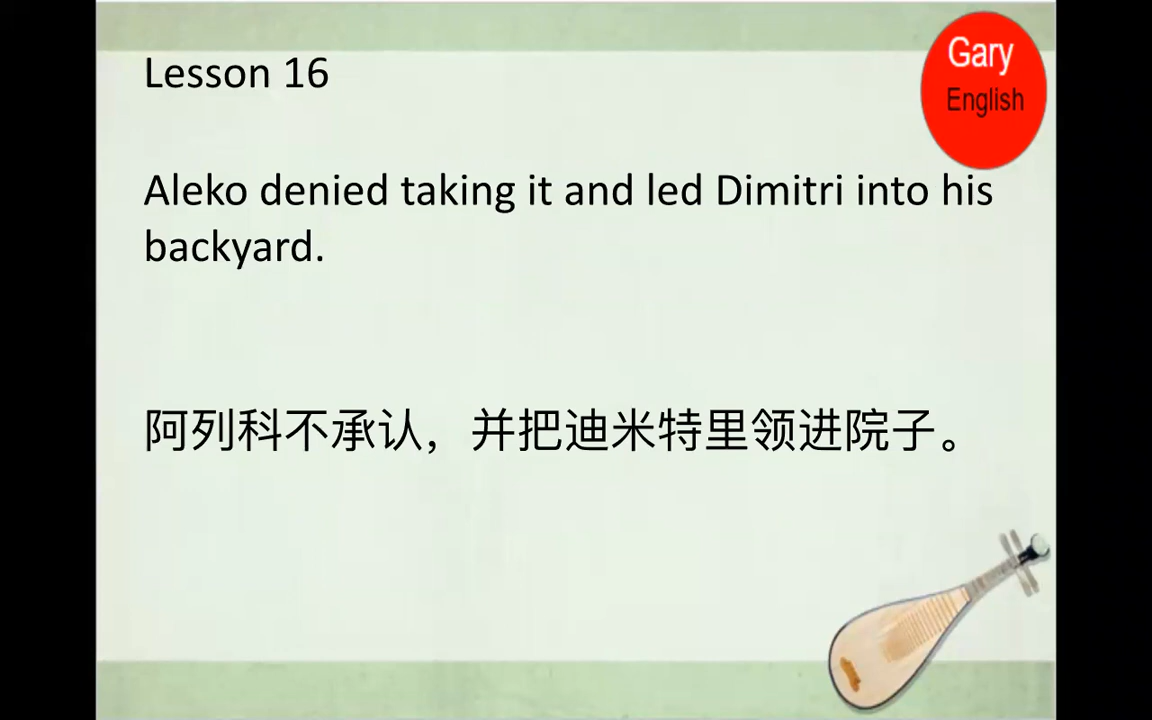 Lesson 16
Gary
English
Aleko denied taking it and led Dimitri into his
backyard.
阿列科不承认，并把迪米特里领进院子。